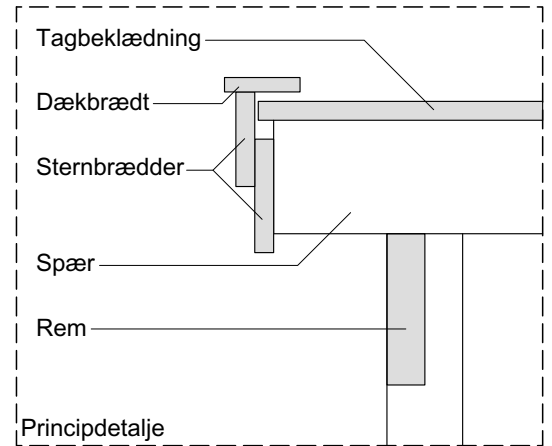 Tagbeklædning
Dækbrædt
Sternbrædder
Spær
Rem
Principdetalje